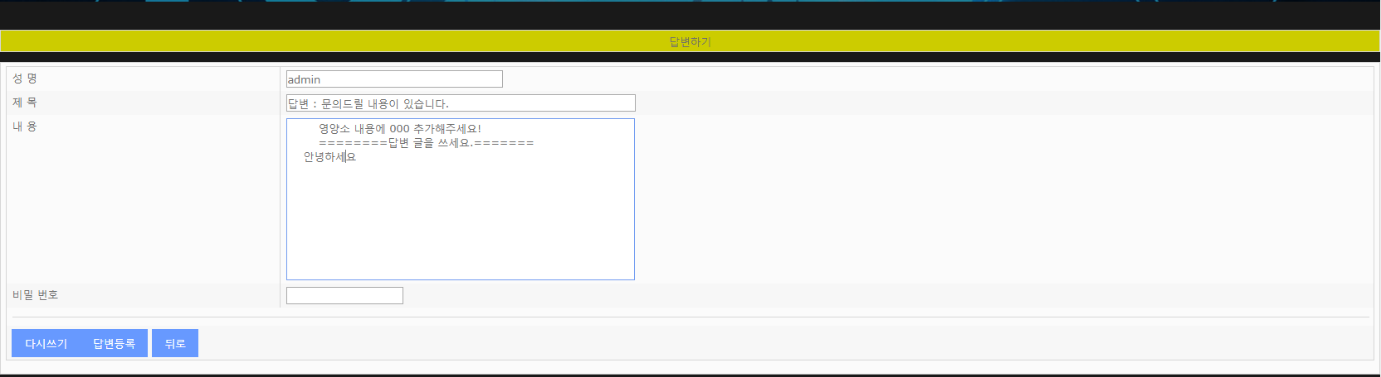 답변하기
성 명
admin
제 목
답변 : 문의드릴 내용이 있습니다.
내 용
영양소 내용에 000 추가해주세요!
========답변 글을 쓰세요.=======
안녕하세요
비밀 번호
다시쓰기 답변등록 뒤로